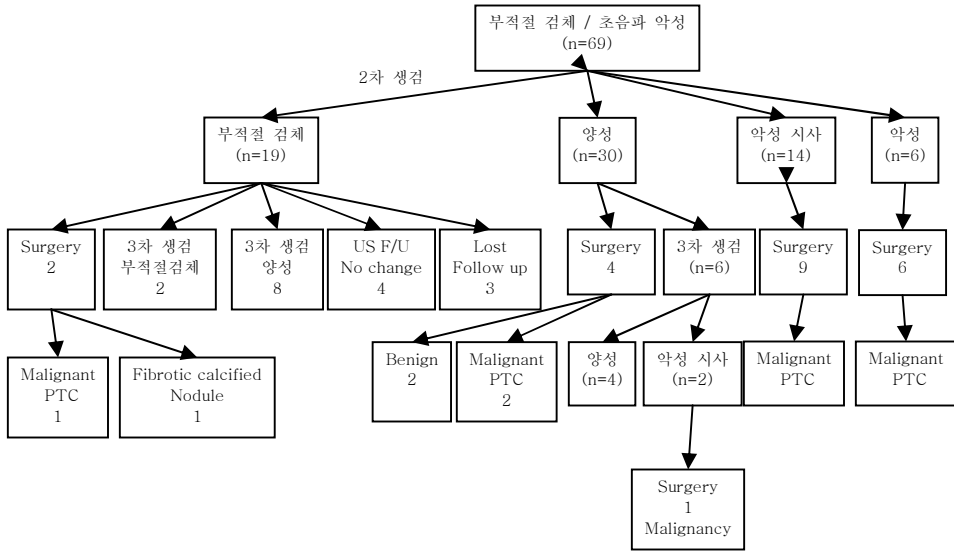 부적절 검체 / 초음파 악성
(n=69)
2차 생검
부적절 검체
(n=19)
양성
(n=30)
악성 시사
(n=14)
악성
(n=6)
Surgery
2
3차 생검
부적절검체
2
3차 생검
양성
8
US F/U
No change
4
Lost
Follow up
3
Surgery
4
3차 생검
(n=6)
Surgery
9
Surgery
6
Malignant
PTC
1
Fibrotic calcified
Nodule
1
Benign
2
Malignant
PTC
2
양성
(n=4)
악성 시사
(n=2)
Malignant
PTC
Malignant
PTC
Surgery
1
Malignancy